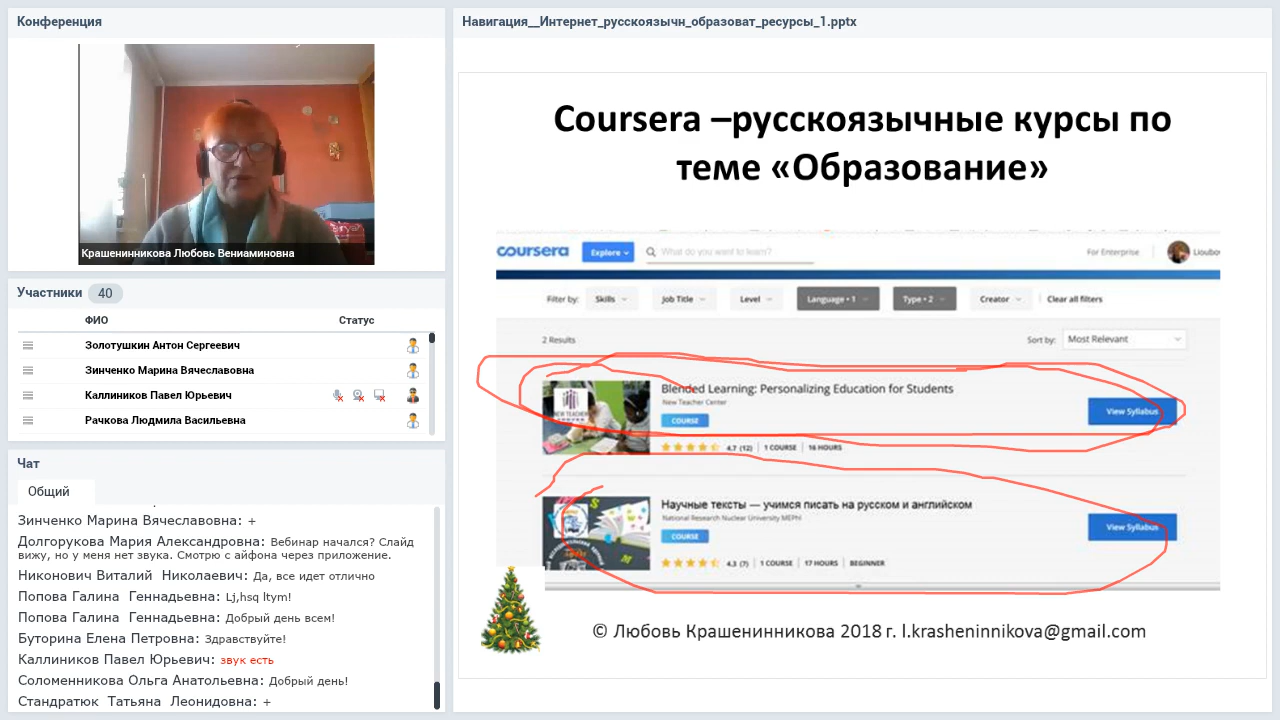 Конференция
Крашенинникова Любовь Вениаминовна
Участники 40
ФИО Статус
Золотушкин Антон Сергеевич
Зинченко Марина Вячеславовна
Каллиников Павел Юрьевич
Рачкова Людмила Васильевна
Чат
Общий
Зинченко Марина Вячеславовна: +
Долгорукова Мария Александровна: Вебинар начался? Слайд
вижу, но у меня нет звука. Смотрю с айфона через приложение.
Никонович Виталий Николаевич: Да, все идет отлично
Попова Галина Геннадьевна: Lj,hsq ltym!
Попова Галина Геннадьевна: Добрый день всем!
Буторина Елена Петровна: Здравствуйте!
Каллиников Павел Юрьевич: звук есть
Соломенникова Ольга Анатольевна: Добрый день!
Стандратюк Татьяна Леонидовна: +
Навигация__Интернет_русскоязычн_образоват_ресурсы_1.pptx
Coursera –русскоязычные курсы по
теме «Образование»
coursera Explore What do you want to learn? For Enterprise Lioubo
Filter by: Skills Job Title Level Language • 1 Type • 2 Creator Clear all filters
2 Results Sort by: Most Relevant
Blended Learning: Personalizing Education for Students
New Teacher Center
NEW TEACHER
COURSE
View Syllabus
4.7 (12) 1 COURSE 16 HOURS
Научные тексты — учимся писать на русском и английском
National Research Nuclear University MEPhI
COURSE
View Syllabus
4.3 (7) 1 COURSE 17 HOURS BEGINNER
© Любовь Крашенинникова 2018 г. l.krasheninnikova@gmail.com